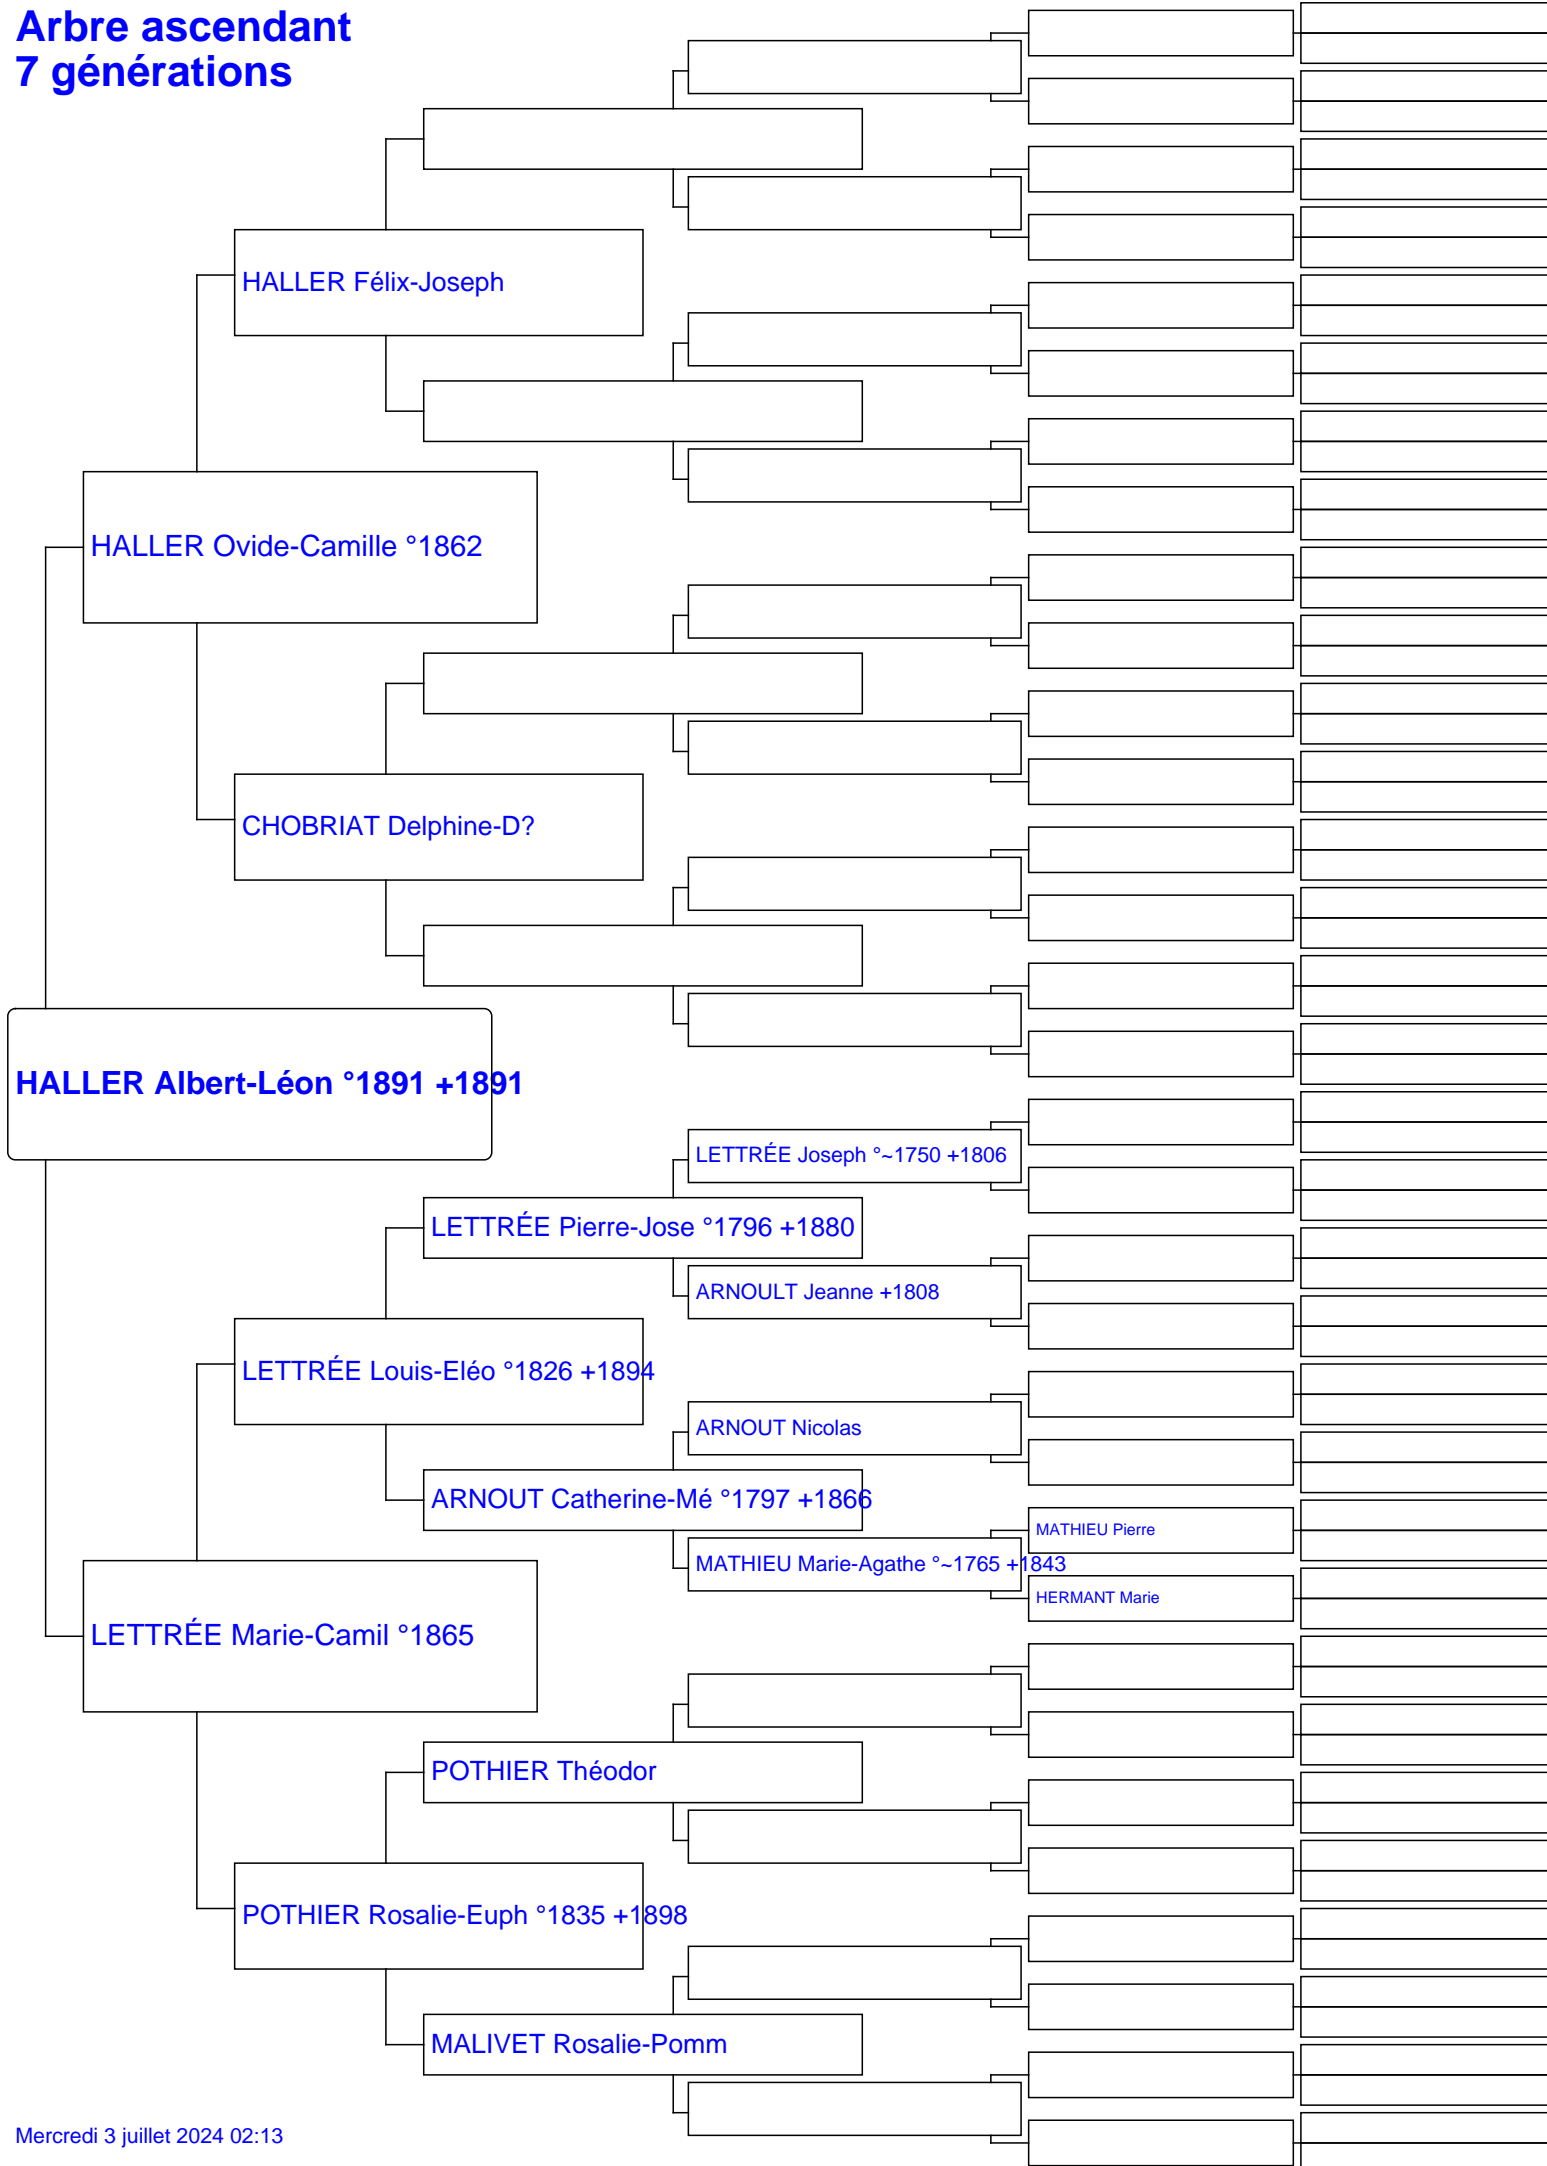 Arbre ascendant
7 générations
HALLER Félix-Joseph
HALLER Ovide-Camille °1862
CHOBRIAT Delphine-D?
HALLER Albert-Léon °1891 +1891
LETTRÉE Joseph °~1750 +1806
LETTRÉE Pierre-Jose °1796 +1880
ARNOULT Jeanne +1808
LETTRÉE Louis-Eléo °1826 +1894
ARNOUT Nicolas
ARNOUT Catherine-Mé °1797 +1866
MATHIEU Pierre
MATHIEU Marie-Agathe °~1765 +1843
HERMANT Marie
LETTRÉE Marie-Camil °1865
POTHIER Théodor
POTHIER Rosalie-Euph °1835 +1898
MALIVET Rosalie-Pomm
Mercredi 3 juillet 2024 02:13